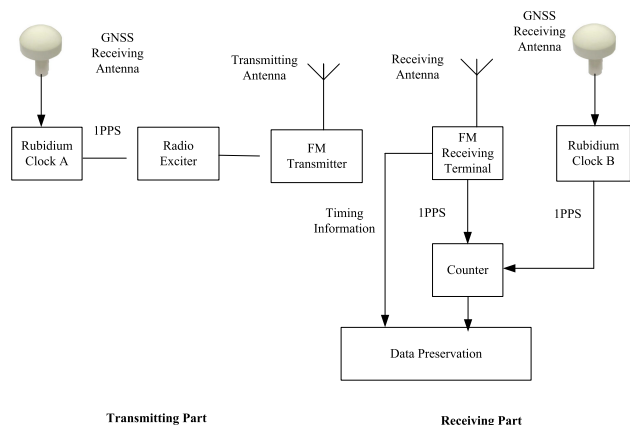 GNSS
Receiving
Antenna
Transmitting
Antenna
Receiving
Antenna
GNSS
Receiving
Antenna
Rubidium
Clock A
1PPS
Radio
Exciter
FM
Transmitter
FM
Receiving
Terminal
Rubidium
Clock B
Timing
Information
1PPS
1PPS
Counter
Data Preservation
Transmitting Part
Receiving Part